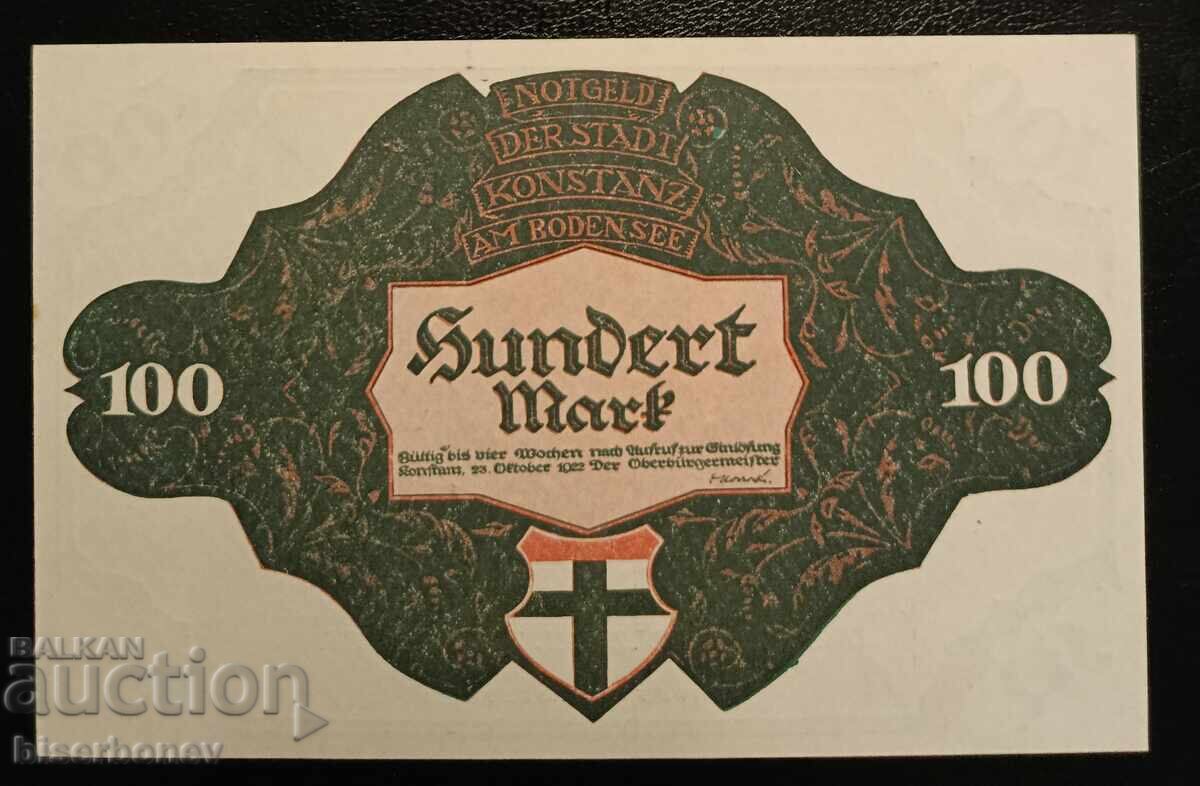 NOTGELD
DER STADT
KONSTANZ
AM BODENSEE
Hundert
Mark
100
100
Gültig bis vier Wochen nach Aufruf zur Einlösung
Konstanz, 23. Oktober 1922 Der Oberbürgermeister
BALKAN
auction
biserbonev